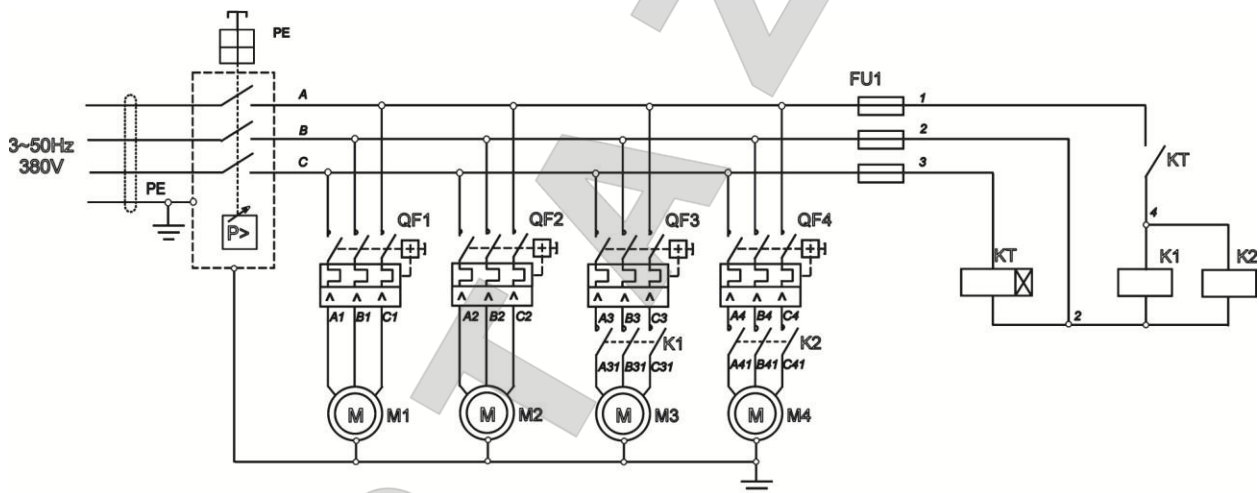 PE
A
FU1
1
B
2
3~50Hz
380V
C
3
KT
PE
QF1
QF2
QF3
QF4
4
P>
KT
K1
K2
A1 B1 C1
A2 B2 C2
A3 B3 C3
A4 B4 C4
2
K1
K2
A31 B31 C31
A41 B41 C41
M
M1
M
M2
M
M3
M
M4